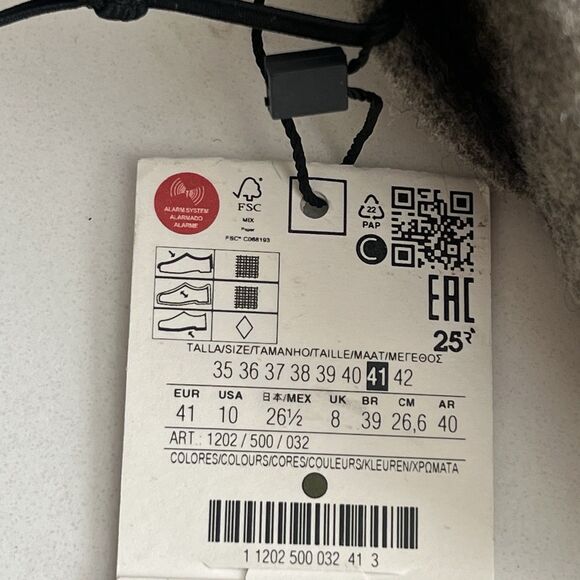 ALARM SYSTEM
ALARMADO
ALARME
FSC
MIX
Paper
FSC® C068193
22
PAP
C
EAC
25R
TALLA/SIZE/TAMANHO/TAILLE/MAAT/ΜΕΓΕΘΟΣ
35 36 37 38 39 40 41 42
EUR USA 日本/MEX UK BR CM AR
41 10 26½ 8 39 26,6 40
ART.: 1202 / 500 / 032
COLORES/COLOURS/CORES/COULEURS/KLEUREN/ΧΡΩΜΑΤΑ
1 1202 500 032 41 3